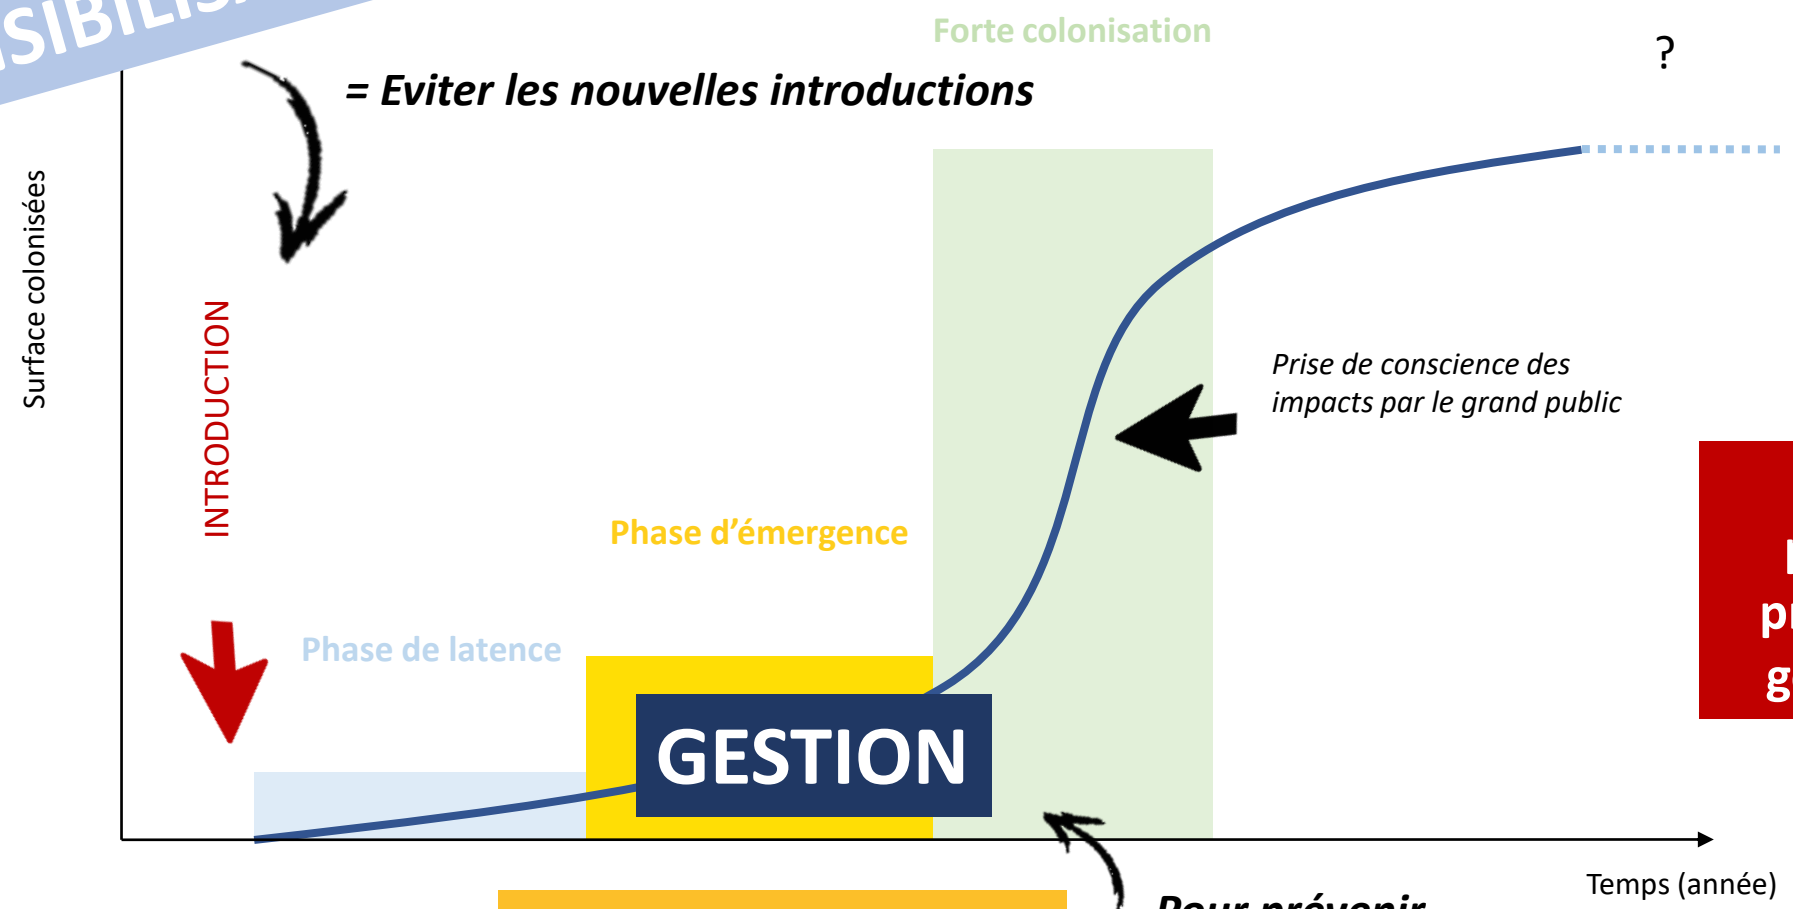 Forte colonisation
?
= Eviter les nouvelles introductions
Surface colonisées
INTRODUCTION
Prise de conscience des
impacts par le grand public
Phase d'émergence
Phase de latence
GESTION
Temps (année)
Pour prévenir